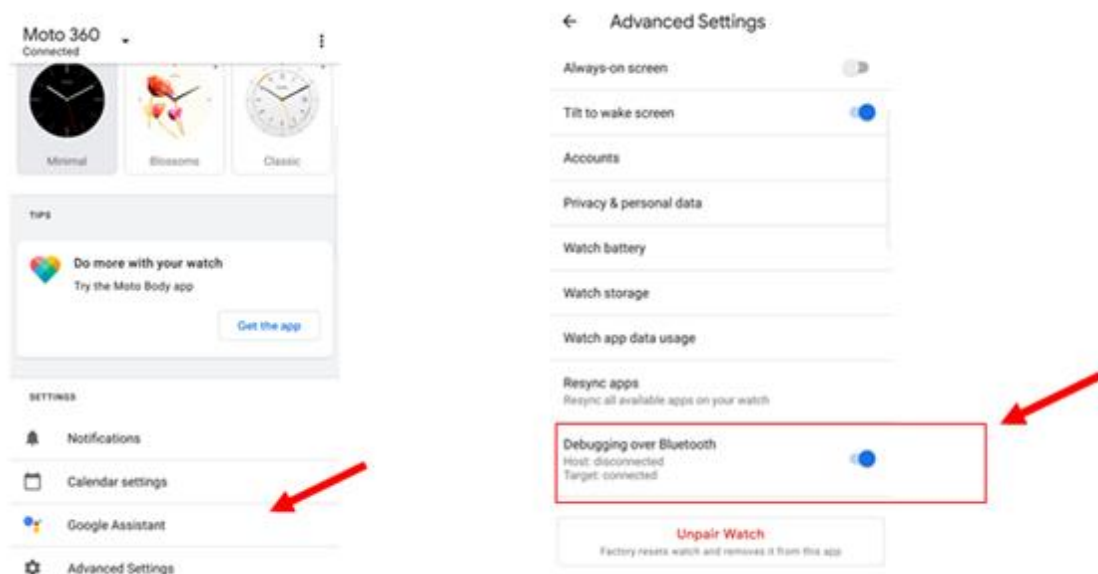 Moto 360
Connected
Minimal
Blossoms
Classic
TIPS
Do more with your watch
Try the Moto Body app
Get the app
SETTINGS
Notifications
Calendar settings
Google Assistant
Advanced Settings
Advanced Settings
Always-on screen
Tilt to wake screen
Accounts
Privacy & personal data
Watch battery
Watch storage
Watch app data usage
Resync apps
Resync all available apps on your watch
Debugging over Bluetooth
Host: disconnected
Target: connected
Unpair Watch
Factory resets watch and removes it from this app